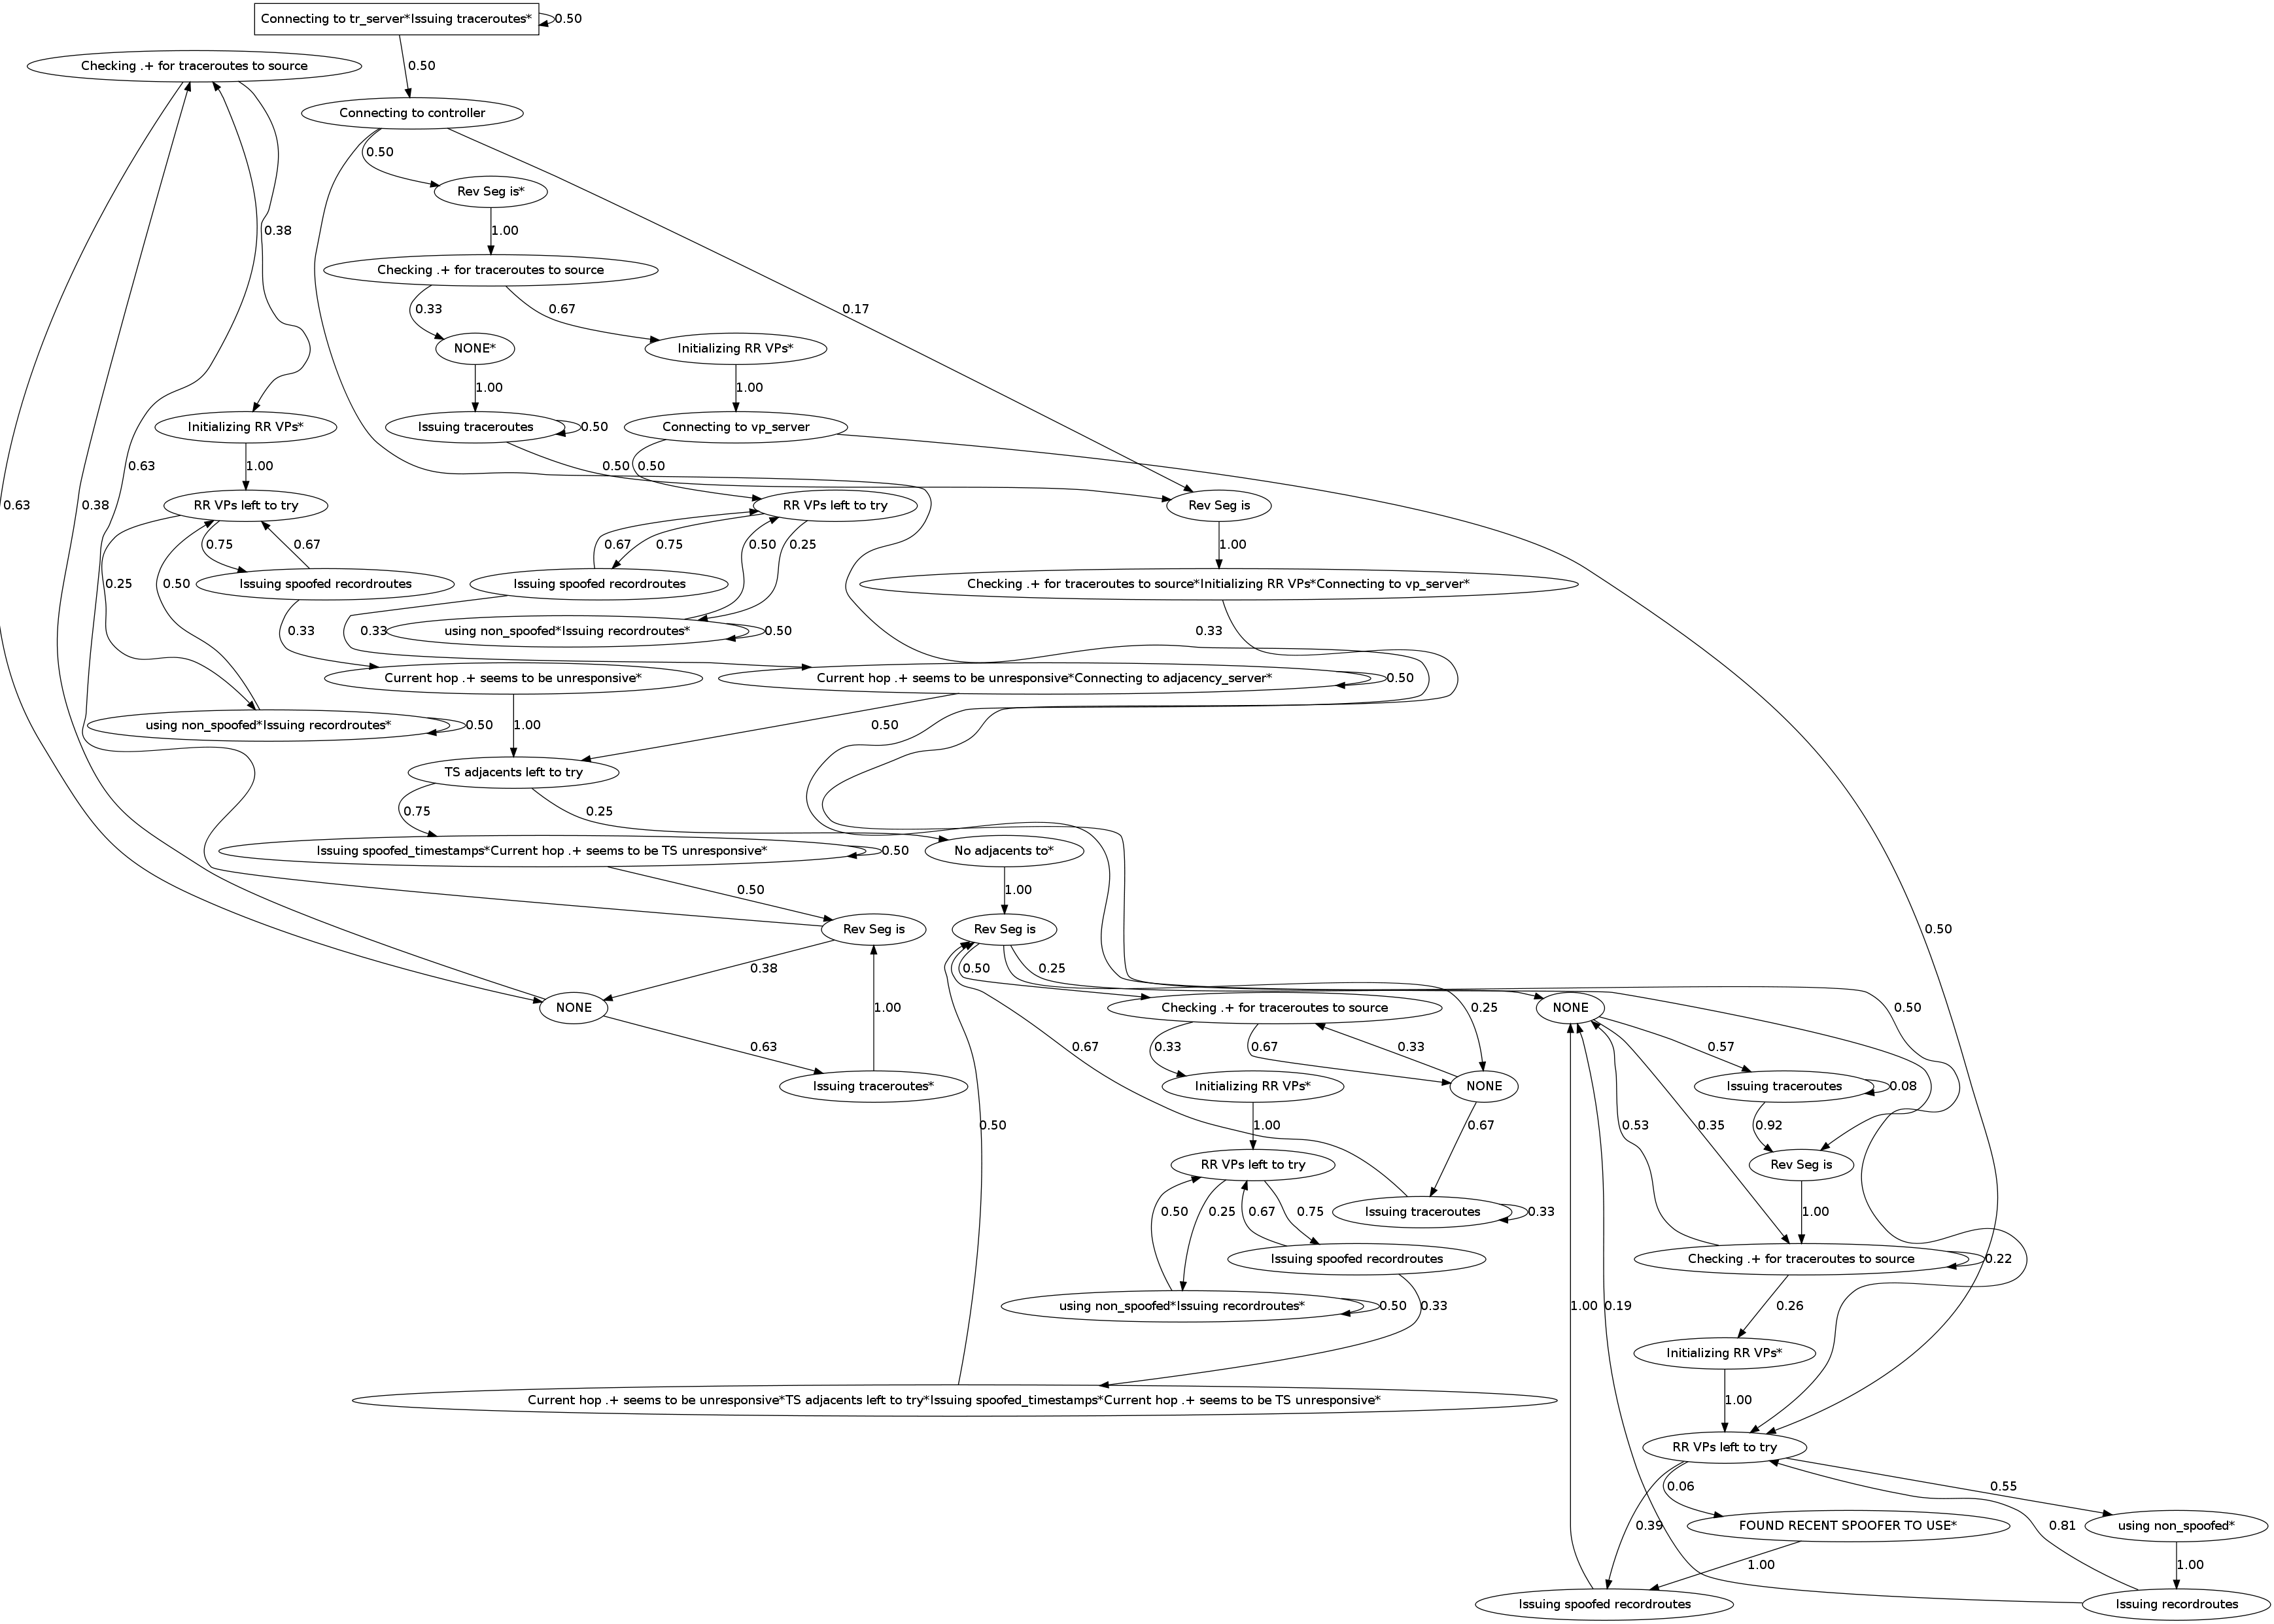 Connecting to tr_server*Issuing traceroutes*
0.50
Checking .+ for traceroutes to source
0.50
Connecting to controller
0.50
Rev Seg is*
0.38
1.00
Checking .+ for traceroutes to source
0.33
0.67
0.17
NONE*
Initializing RR VPs*
1.00
1.00
Initializing RR VPs*
Issuing traceroutes
0.50
Connecting to vp_server
0.63
0.38
0.63
1.00
0.50
0.50
RR VPs left to try
RR VPs left to try
Rev Seg is
0.75
0.67
0.67
0.75
0.50
0.25
1.00
0.25
0.50
Issuing spoofed recordroutes
Issuing spoofed recordroutes
Checking .+ for traceroutes to source*Initializing RR VPs*Connecting to vp_server*
0.33
0.33
using non_spoofed*Issuing recordroutes*
0.50
0.33
Current hop .+ seems to be unresponsive*
Current hop .+ seems to be unresponsive*Connecting to adjacency_server*
0.50
using non_spoofed*Issuing recordroutes*
0.50
1.00
0.50
TS adjacents left to try
0.75
0.25
Issuing spoofed_timestamps*Current hop .+ seems to be TS unresponsive*
0.50
No adjacents to*
0.50
1.00
Rev Seg is
Rev Seg is
0.50
0.38
0.50
0.25
NONE
1.00
Checking .+ for traceroutes to source
0.25
NONE
0.50
0.63
0.67
0.33
0.67
0.33
0.57
Issuing traceroutes*
Initializing RR VPs*
NONE
Issuing traceroutes
0.08
0.50
1.00
0.67
0.53
0.35
0.92
RR VPs left to try
Rev Seg is
0.50
0.25
0.67
0.75
Issuing traceroutes
0.33
1.00
Issuing spoofed recordroutes
Checking .+ for traceroutes to source
0.22
using non_spoofed*Issuing recordroutes*
0.50
0.33
1.00
0.19
0.26
Initializing RR VPs*
Current hop .+ seems to be unresponsive*TS adjacents left to try*Issuing spoofed_timestamps*Current hop .+ seems to be TS unresponsive*
1.00
RR VPs left to try
0.06
0.55
0.39
FOUND RECENT SPOOFER TO USE*
0.81
using non_spoofed*
1.00
1.00
Issuing spoofed recordroutes
Issuing recordroutes